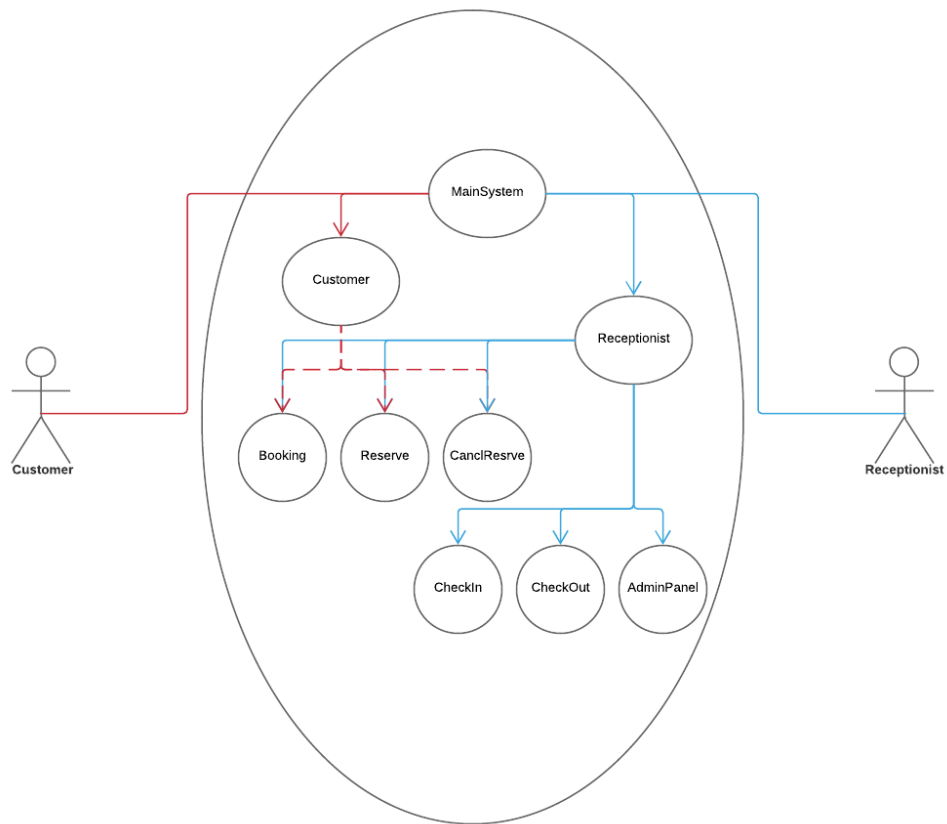 MainSystem
Customer
Receptionist
Booking
Reserve
CanclResrve
Customer
Receptionist
CheckIn
CheckOut
AdminPanel